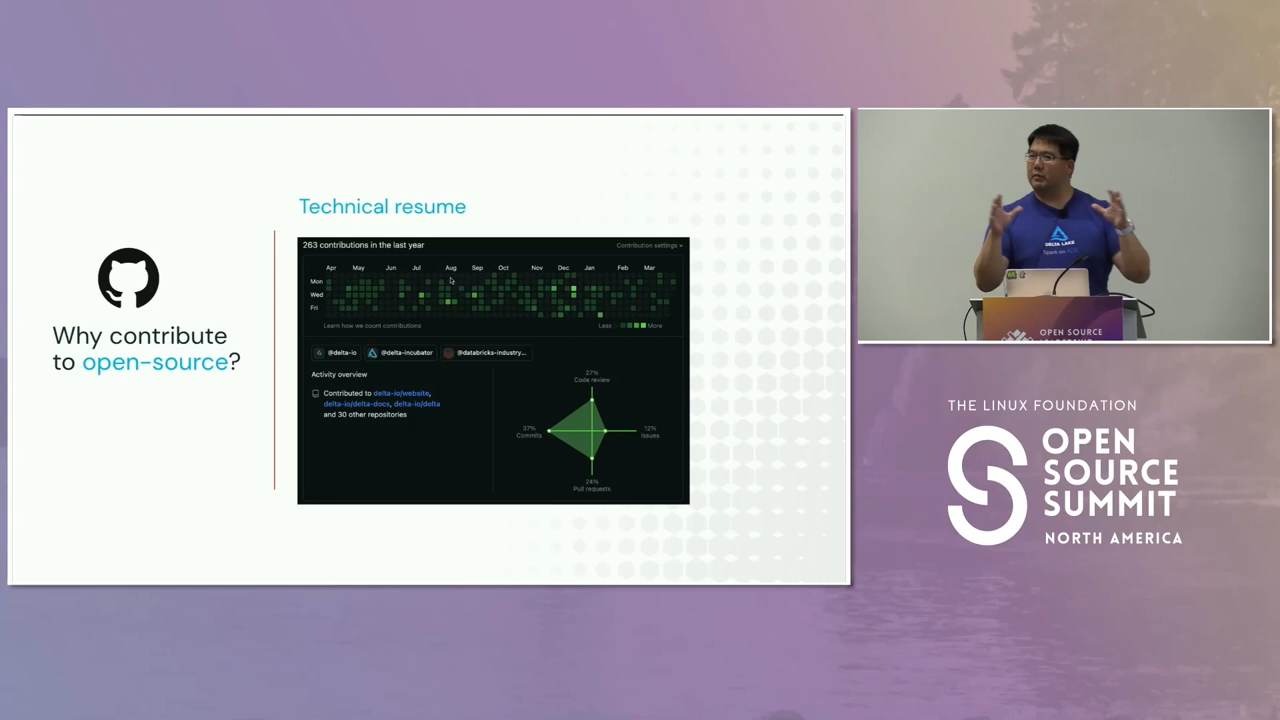 Why contribute
to open-source?
Technical resume
263 contributions in the last year
Contribution settings
Apr May Jun Jul Aug Sep Oct Nov Dec Jan Feb Mar
Mon
Wed
Fri
Learn how we count contributions
Less More
@delta-io @delta-incubator @databricks-industry...
Activity overview
Contributed to delta-io/website,
delta-io/delta-docs, delta-io/delta
and 30 other repositories
27%
Code review
37%
Commits
12%
Issues
24%
Pull requests
DELTA LAKE
OPEN SOURCE
THE LINUX FOUNDATION
OPEN
SOURCE
SUMMIT
NORTH AMERICA